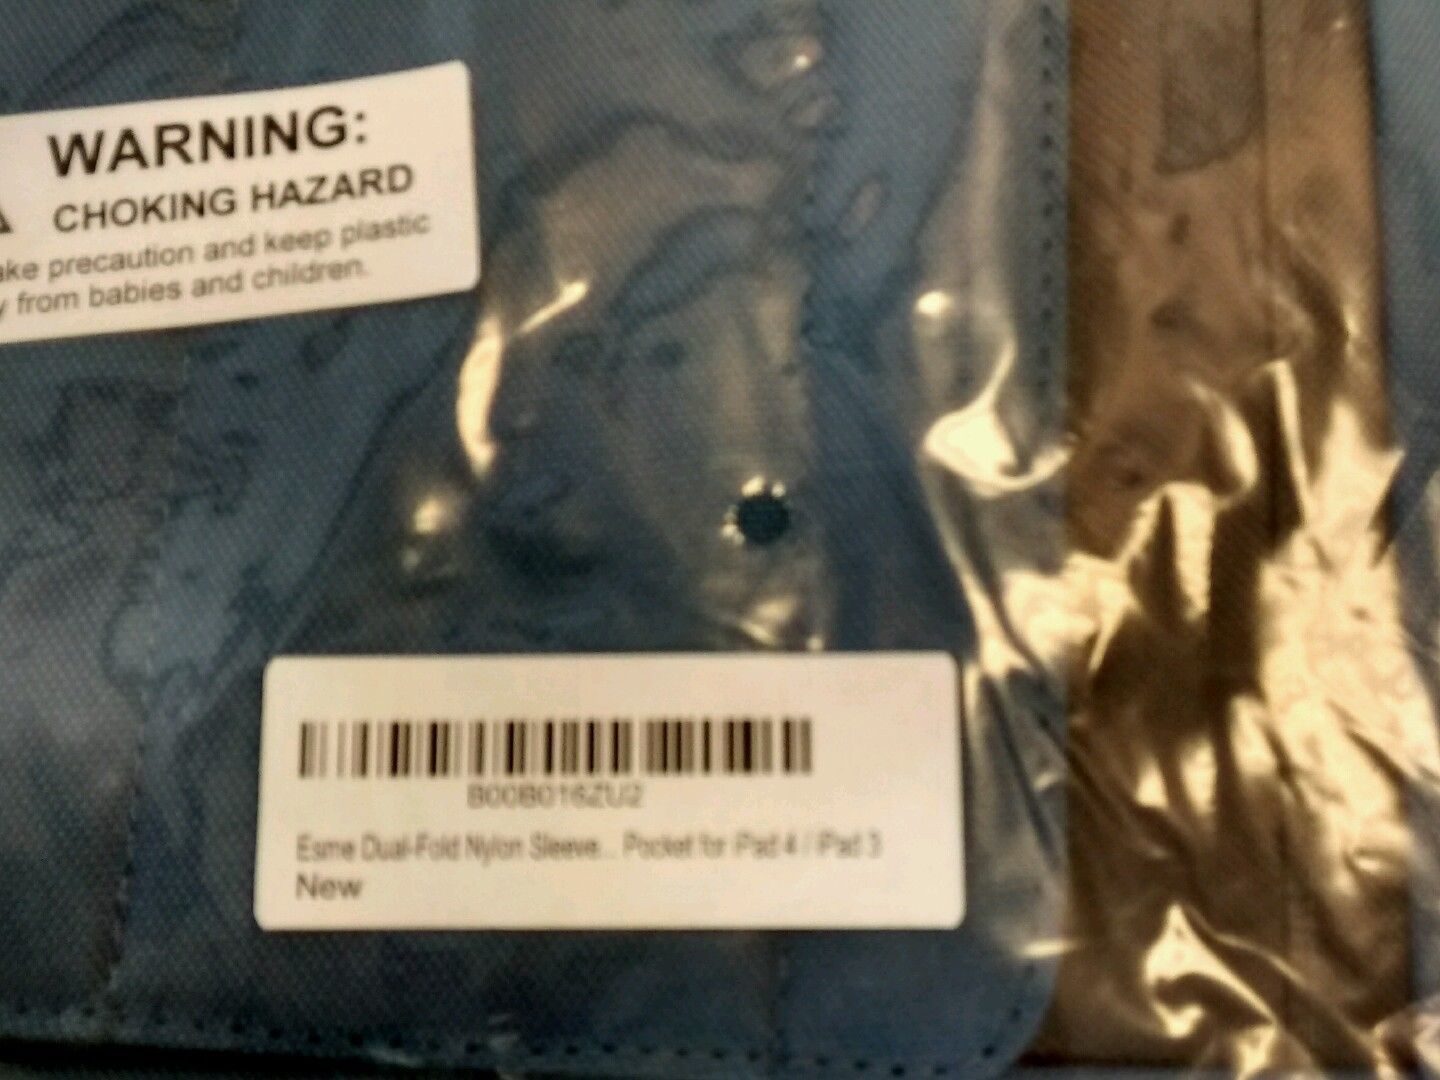 WARNING:
CHOKING HAZARD
ake precaution and keep plastic
y from babies and children.
B00B016ZU2
Esme Dual-Fold Nylon Sleeve... Pocket for iPad 4 / iPad 3
New